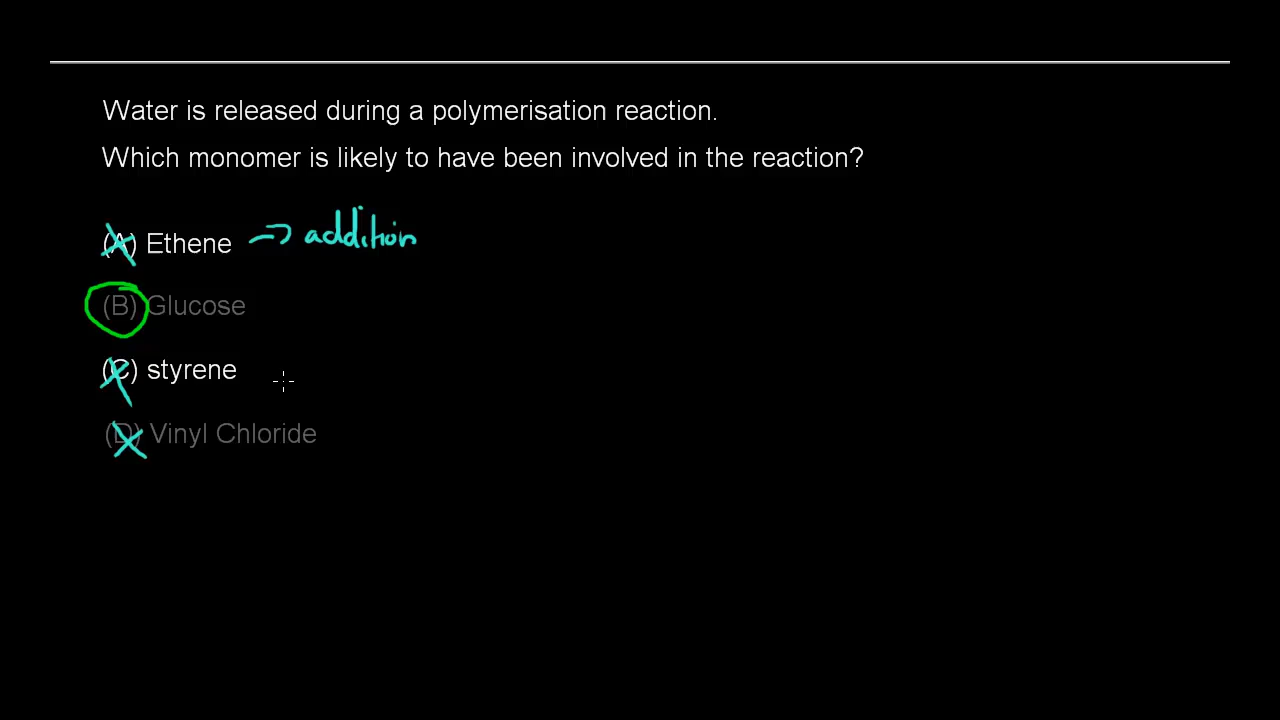 Water is released during a polymerisation reaction.
Which monomer is likely to have been involved in the reaction?
(A) Ethene → addition
(B) Glucose
(C) styrene
(D) Vinyl Chloride